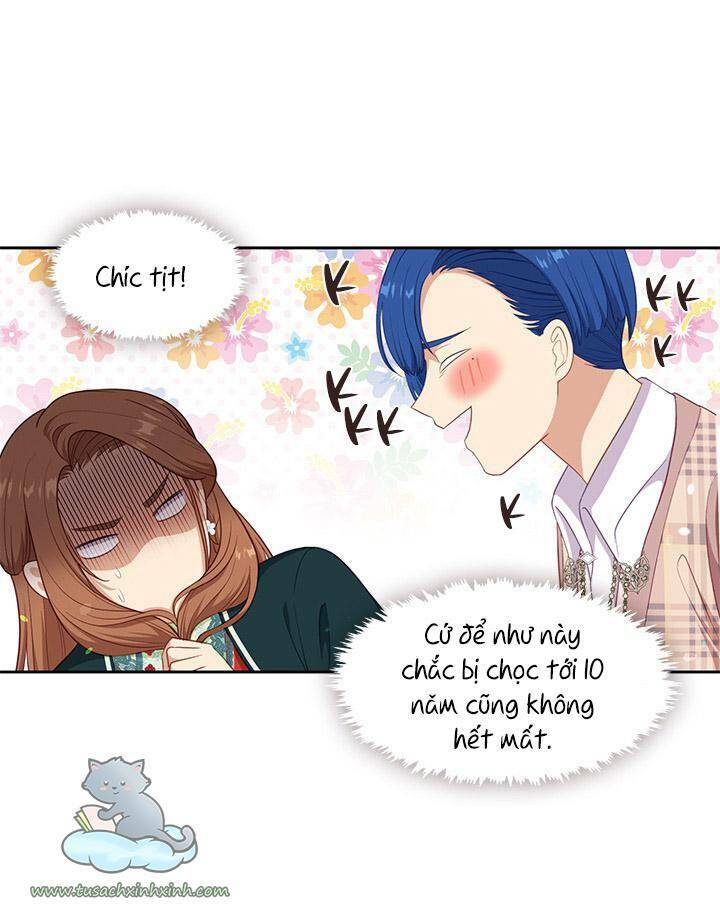 Chíc tịt!
K
K
K
K
K
K
Cứ để như này
chắc bị chọc tới 10
năm cũng không
hết mất.
www.tusachxinhxinh.com